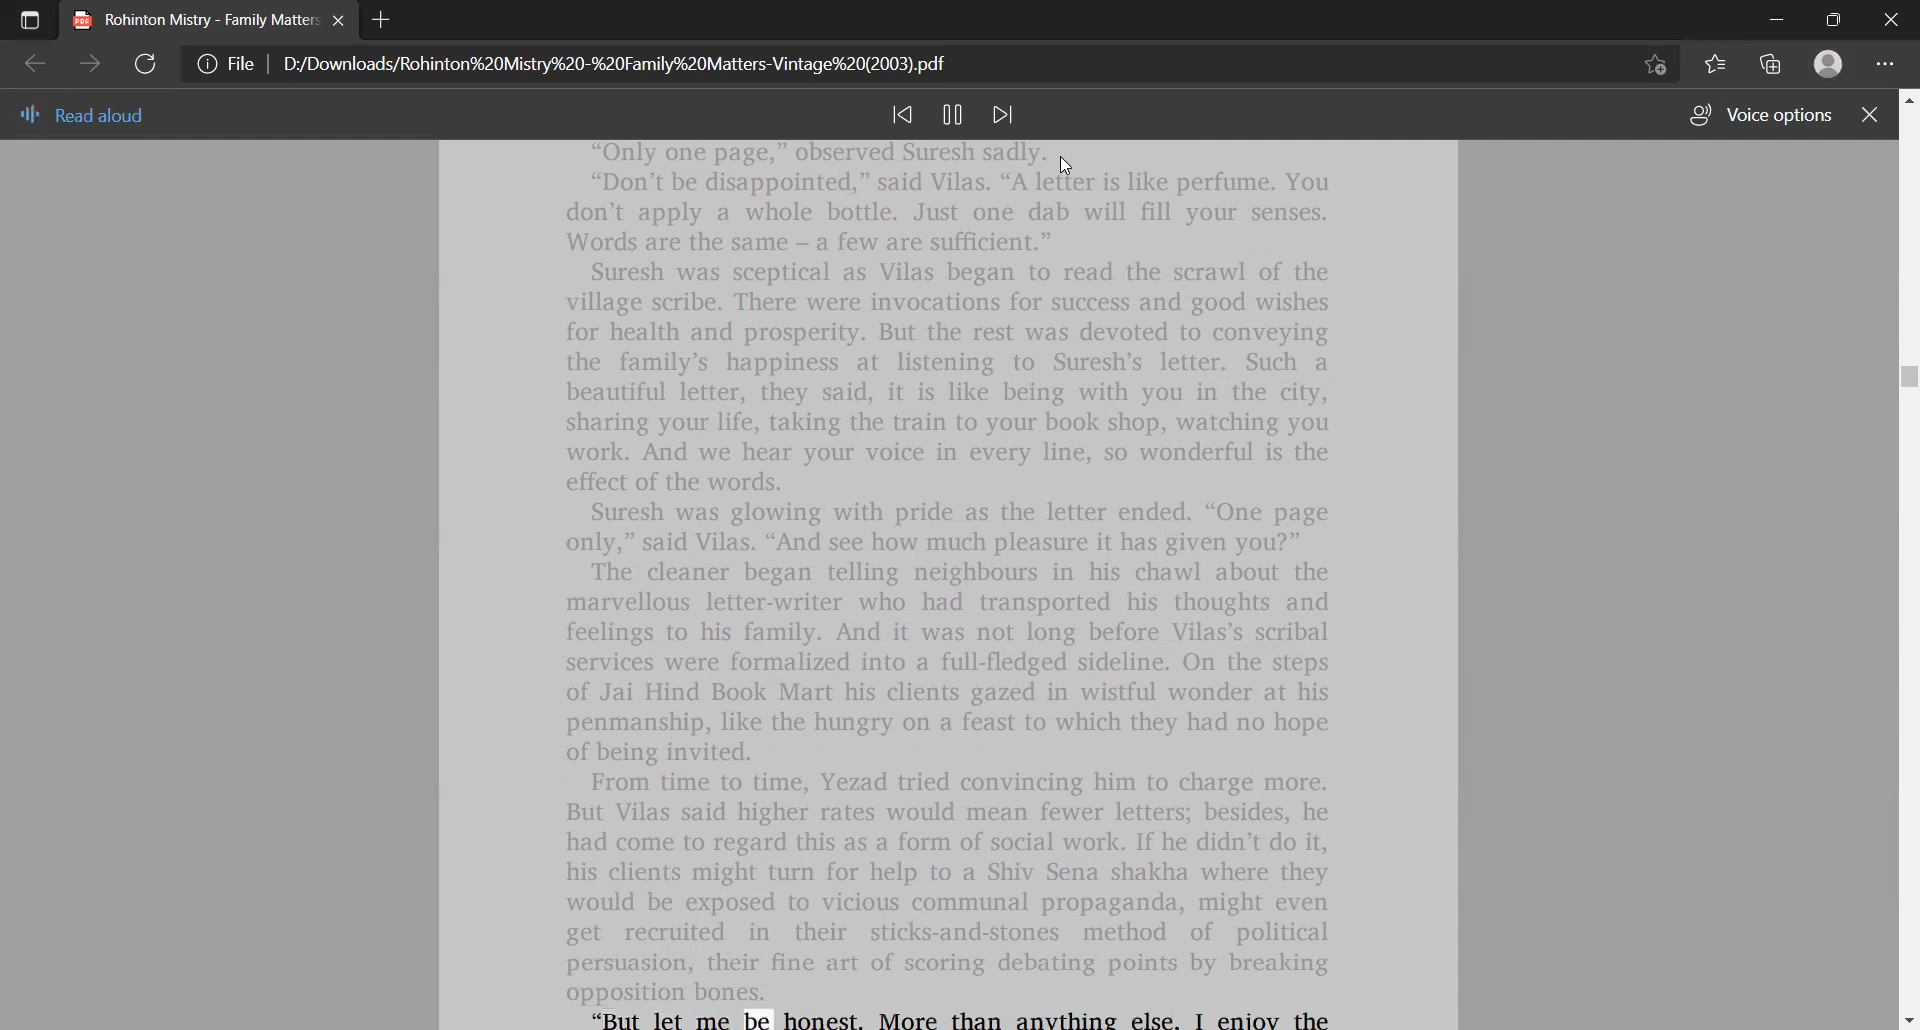 Rohinton Mistry - Family Matters
File
D:/Downloads/Rohinton%20Mistry%20-%20Family%20Matters-Vintage%20(2003).pdf
Read aloud
Voice options
“Only one page,” observed Suresh sadly.
“Don’t be disappointed,” said Vilas. “A letter is like perfume. You
don’t apply a whole bottle. Just one dab will fill your senses.
Words are the same – a few are sufficient.”
Suresh was sceptical as Vilas began to read the scrawl of the
village scribe. There were invocations for success and good wishes
for health and prosperity. But the rest was devoted to conveying
the family’s happiness at listening to Suresh’s letter. Such a
beautiful letter, they said, it is like being with you in the city,
sharing your life, taking the train to your book shop, watching you
work. And we hear your voice in every line, so wonderful is the
effect of the words.
Suresh was glowing with pride as the letter ended. “One page
only,” said Vilas. “And see how much pleasure it has given you?”
The cleaner began telling neighbours in his chawl about the
marvellous letter-writer who had transported his thoughts and
feelings to his family. And it was not long before Vilas’s scribal
services were formalized into a full-fledged sideline. On the steps
of Jai Hind Book Mart his clients gazed in wistful wonder at his
penmanship, like the hungry on a feast to which they had no hope
of being invited.
From time to time, Yezad tried convincing him to charge more.
But Vilas said higher rates would mean fewer letters; besides, he
had come to regard this as a form of social work. If he didn’t do it,
his clients might turn for help to a Shiv Sena shakha where they
would be exposed to vicious communal propaganda, might even
get recruited in their sticks-and-stones method of political
persuasion, their fine art of scoring debating points by breaking
opposition bones.
“But let me be honest. More than anything else, I enjoy the